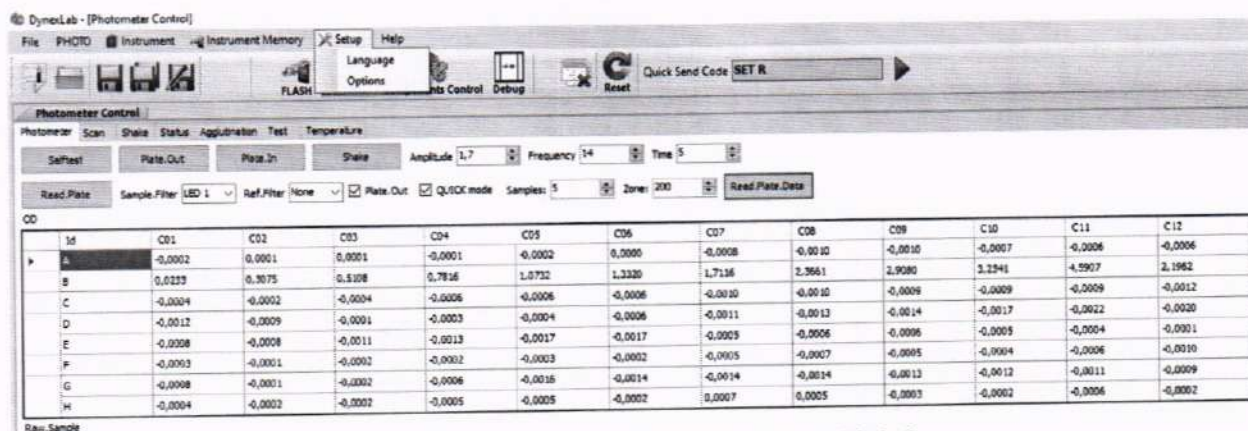 DynexLab - [Photometer Control]
File PHOTO Instrument Instrument Memory Setup Help
Language
Options
FLASH nts Control Debug Reset Quick Send Code SET R
Photometer Control
Photometer Scan Shake Status Agglutination Test Temperature
Selftest Plate.Out Plate.In Shake Amplitude 1,7 Frequency 14 Time 5
Read.Plate Sample.Filter LED 1 Ref.Filter None Plate.Out QUICK mode Samples: 5 Zone: 200 Read.Plate.Data
OD
Id C01 C02 C03 C04 C05 C06 C07 C08 C09 C10 C11 C12
A -0,0002 0,0001 0,0001 -0,0001 -0,0002 0,0000 -0,0008 -0,0010 -0,0010 -0,0007 -0,0006 -0,0006
B 0,0233 0,3075 0,5108 0,7816 1,0732 1,3320 1,7116 2,3661 2,9080 3,2341 4,5907 2,1962
C -0,0004 -0,0002 -0,0004 -0,0006 -0,0006 -0,0006 -0,0010 -0,0010 -0,0009 -0,0009 -0,0009 -0,0012
D -0,0012 -0,0009 -0,0001 -0,0003 -0,0004 -0,0006 -0,0011 -0,0013 -0,0014 -0,0017 -0,0022 -0,0020
E -0,0008 -0,0008 -0,0011 -0,0013 -0,0017 -0,0017 -0,0005 -0,0006 -0,0006 -0,0005 -0,0004 -0,0001
F -0,0003 -0,0001 -0,0002 -0,0002 -0,0003 -0,0002 -0,0005 -0,0007 -0,0005 -0,0004 -0,0006 -0,0010
G -0,0008 -0,0001 -0,0002 -0,0006 -0,0016 -0,0014 -0,0014 -0,0014 -0,0013 -0,0012 -0,0011 -0,0009
H -0,0004 -0,0002 -0,0002 -0,0005 -0,0005 -0,0002 0,0007 0,0005 -0,0003 -0,0002 -0,0006 -0,0002
Raw.Sample